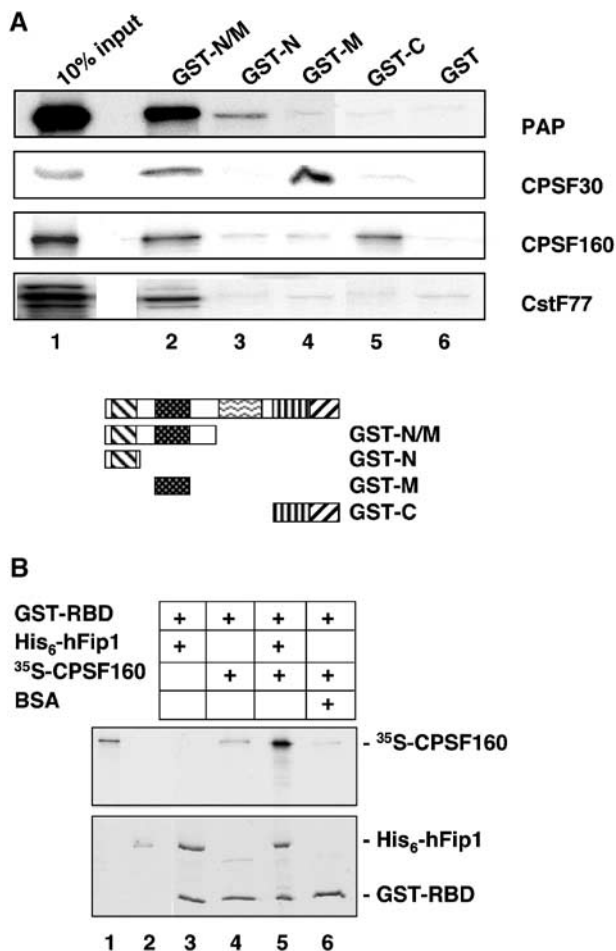 A
10% input GST-N/M GST-N GST-M GST-C GST
PAP
CPSF30
CPSF160
CstF77
1 2 3 4 5 6
GST-N/M
GST-N
GST-M
GST-C
B
GST-RBD + + + +
His₆-hFip1 + +
³⁵S-CPSF160 + + +
BSA +
- ³⁵S-CPSF160
- His₆-hFip1
- GST-RBD
1 2 3 4 5 6